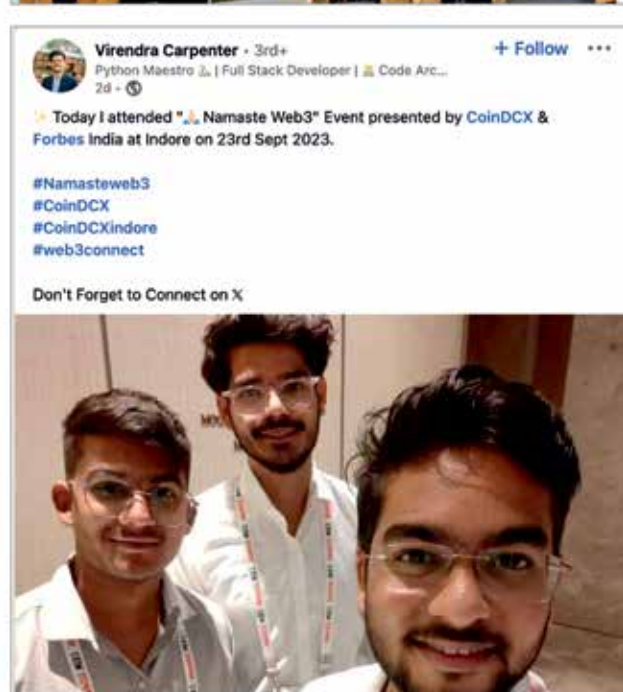 Virendra Carpenter · 3rd+
+ Follow ···
Python Maestro | Full Stack Developer | Code Arc...
2d ·
✨ Today I attended "🙏 Namaste Web3" Event presented by CoinDCX &
Forbes India at Indore on 23rd Sept 2023.
#Namasteweb3
#CoinDCX
#CoinDCXindore
#web3connect
Don't Forget to Connect on 𝕏